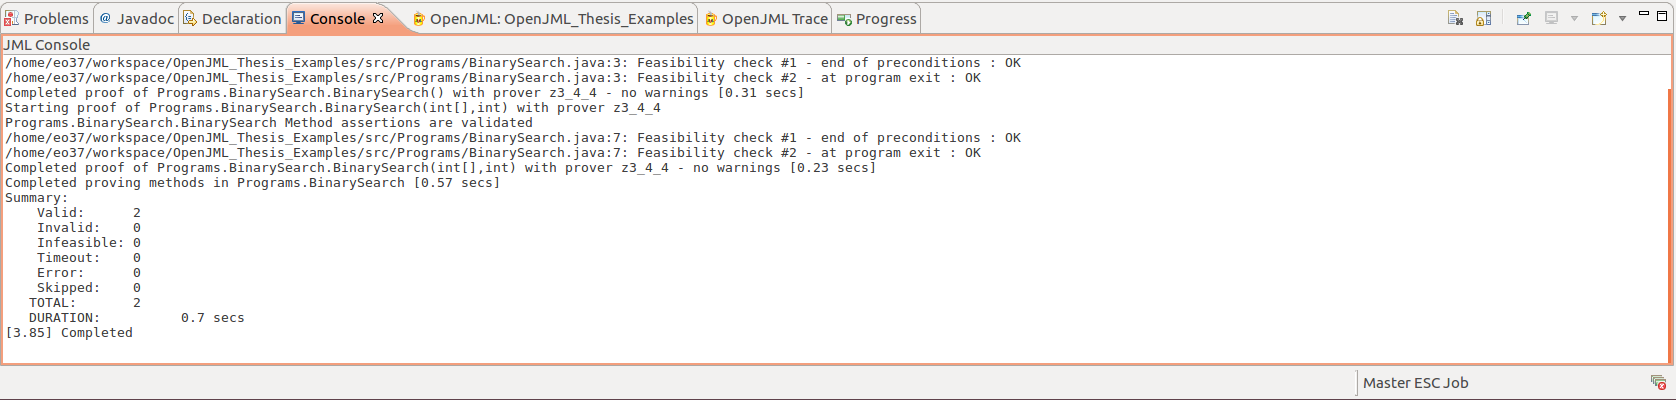 Problems @ Javadoc Declaration Console OpenJML: OpenJML_Thesis_Examples OpenJML Trace Progress
JML Console
/home/eo37/workspace/OpenJML_Thesis_Examples/src/Programs/BinarySearch.java:3: Feasibility check #1 - end of preconditions : OK
/home/eo37/workspace/OpenJML_Thesis_Examples/src/Programs/BinarySearch.java:3: Feasibility check #2 - at program exit : OK
Completed proof of Programs.BinarySearch.BinarySearch() with prover z3_4_4 - no warnings [0.31 secs]
Starting proof of Programs.BinarySearch.BinarySearch(int[],int) with prover z3_4_4
Programs.BinarySearch.BinarySearch Method assertions are validated
/home/eo37/workspace/OpenJML_Thesis_Examples/src/Programs/BinarySearch.java:7: Feasibility check #1 - end of preconditions : OK
/home/eo37/workspace/OpenJML_Thesis_Examples/src/Programs/BinarySearch.java:7: Feasibility check #2 - at program exit : OK
Completed proof of Programs.BinarySearch.BinarySearch(int[],int) with prover z3_4_4 - no warnings [0.23 secs]
Completed proving methods in Programs.BinarySearch [0.57 secs]
Summary:
Valid: 2
Invalid: 0
Infeasible: 0
Timeout: 0
Error: 0
Skipped: 0
TOTAL: 2
DURATION: 0.7 secs
[3.85] Completed
Master ESC Job